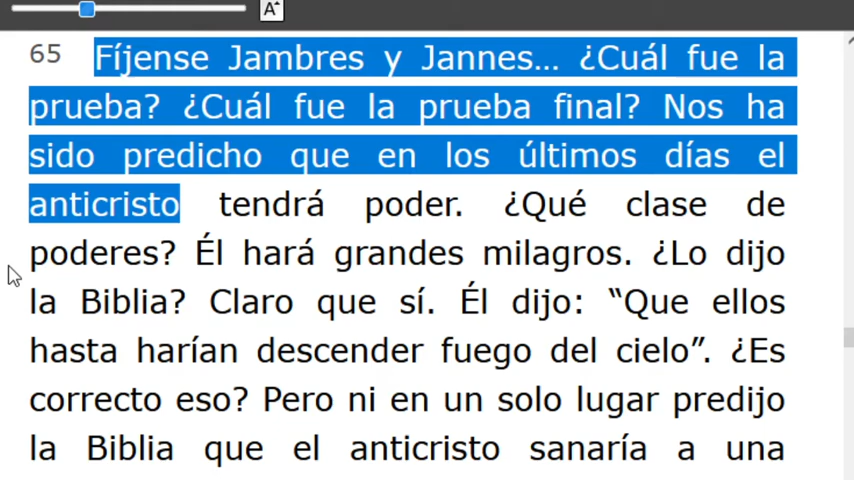 A
65 Fíjense Jambres y Jannes... ¿Cuál fue la
prueba? ¿Cuál fue la prueba final? Nos ha
sido predicho que en los últimos días el
anticristo tendrá poder. ¿Qué clase de
poderes? Él hará grandes milagros. ¿Lo dijo
la Biblia? Claro que sí. Él dijo: “Que ellos
hasta harían descender fuego del cielo”. ¿Es
correcto eso? Pero ni en un solo lugar predijo
la Biblia que el anticristo sanaría a una